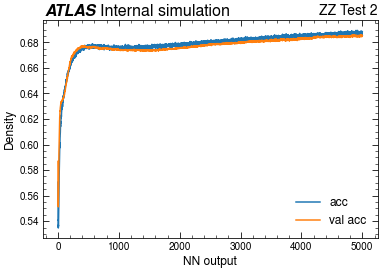 ATLAS Internal simulation ZZ Test 2
0.68
0.66
0.64
0.62
0.60
0.58
0.56
0.54
Density
acc
val acc
0 1000 2000 3000 4000 5000
NN output